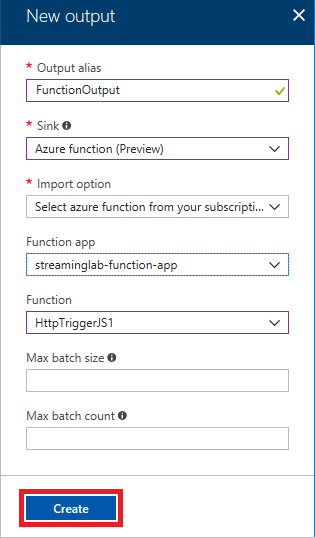 New output
* Output alias
FunctionOutput
* Sink
Azure function (Preview)
* Import option
Select azure function from your subscripti...
Function app
streaminglab-function-app
Function
HttpTriggerJS1
Max batch size
Max batch count
Create